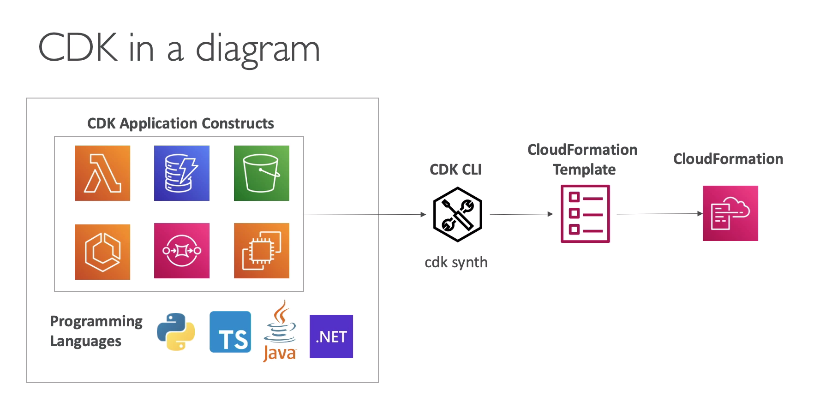 CDK in a diagram
CDK Application Constructs
Programming
Languages
TS
Java
.NET
CDK CLI
cdk synth
CloudFormation
Template
CloudFormation